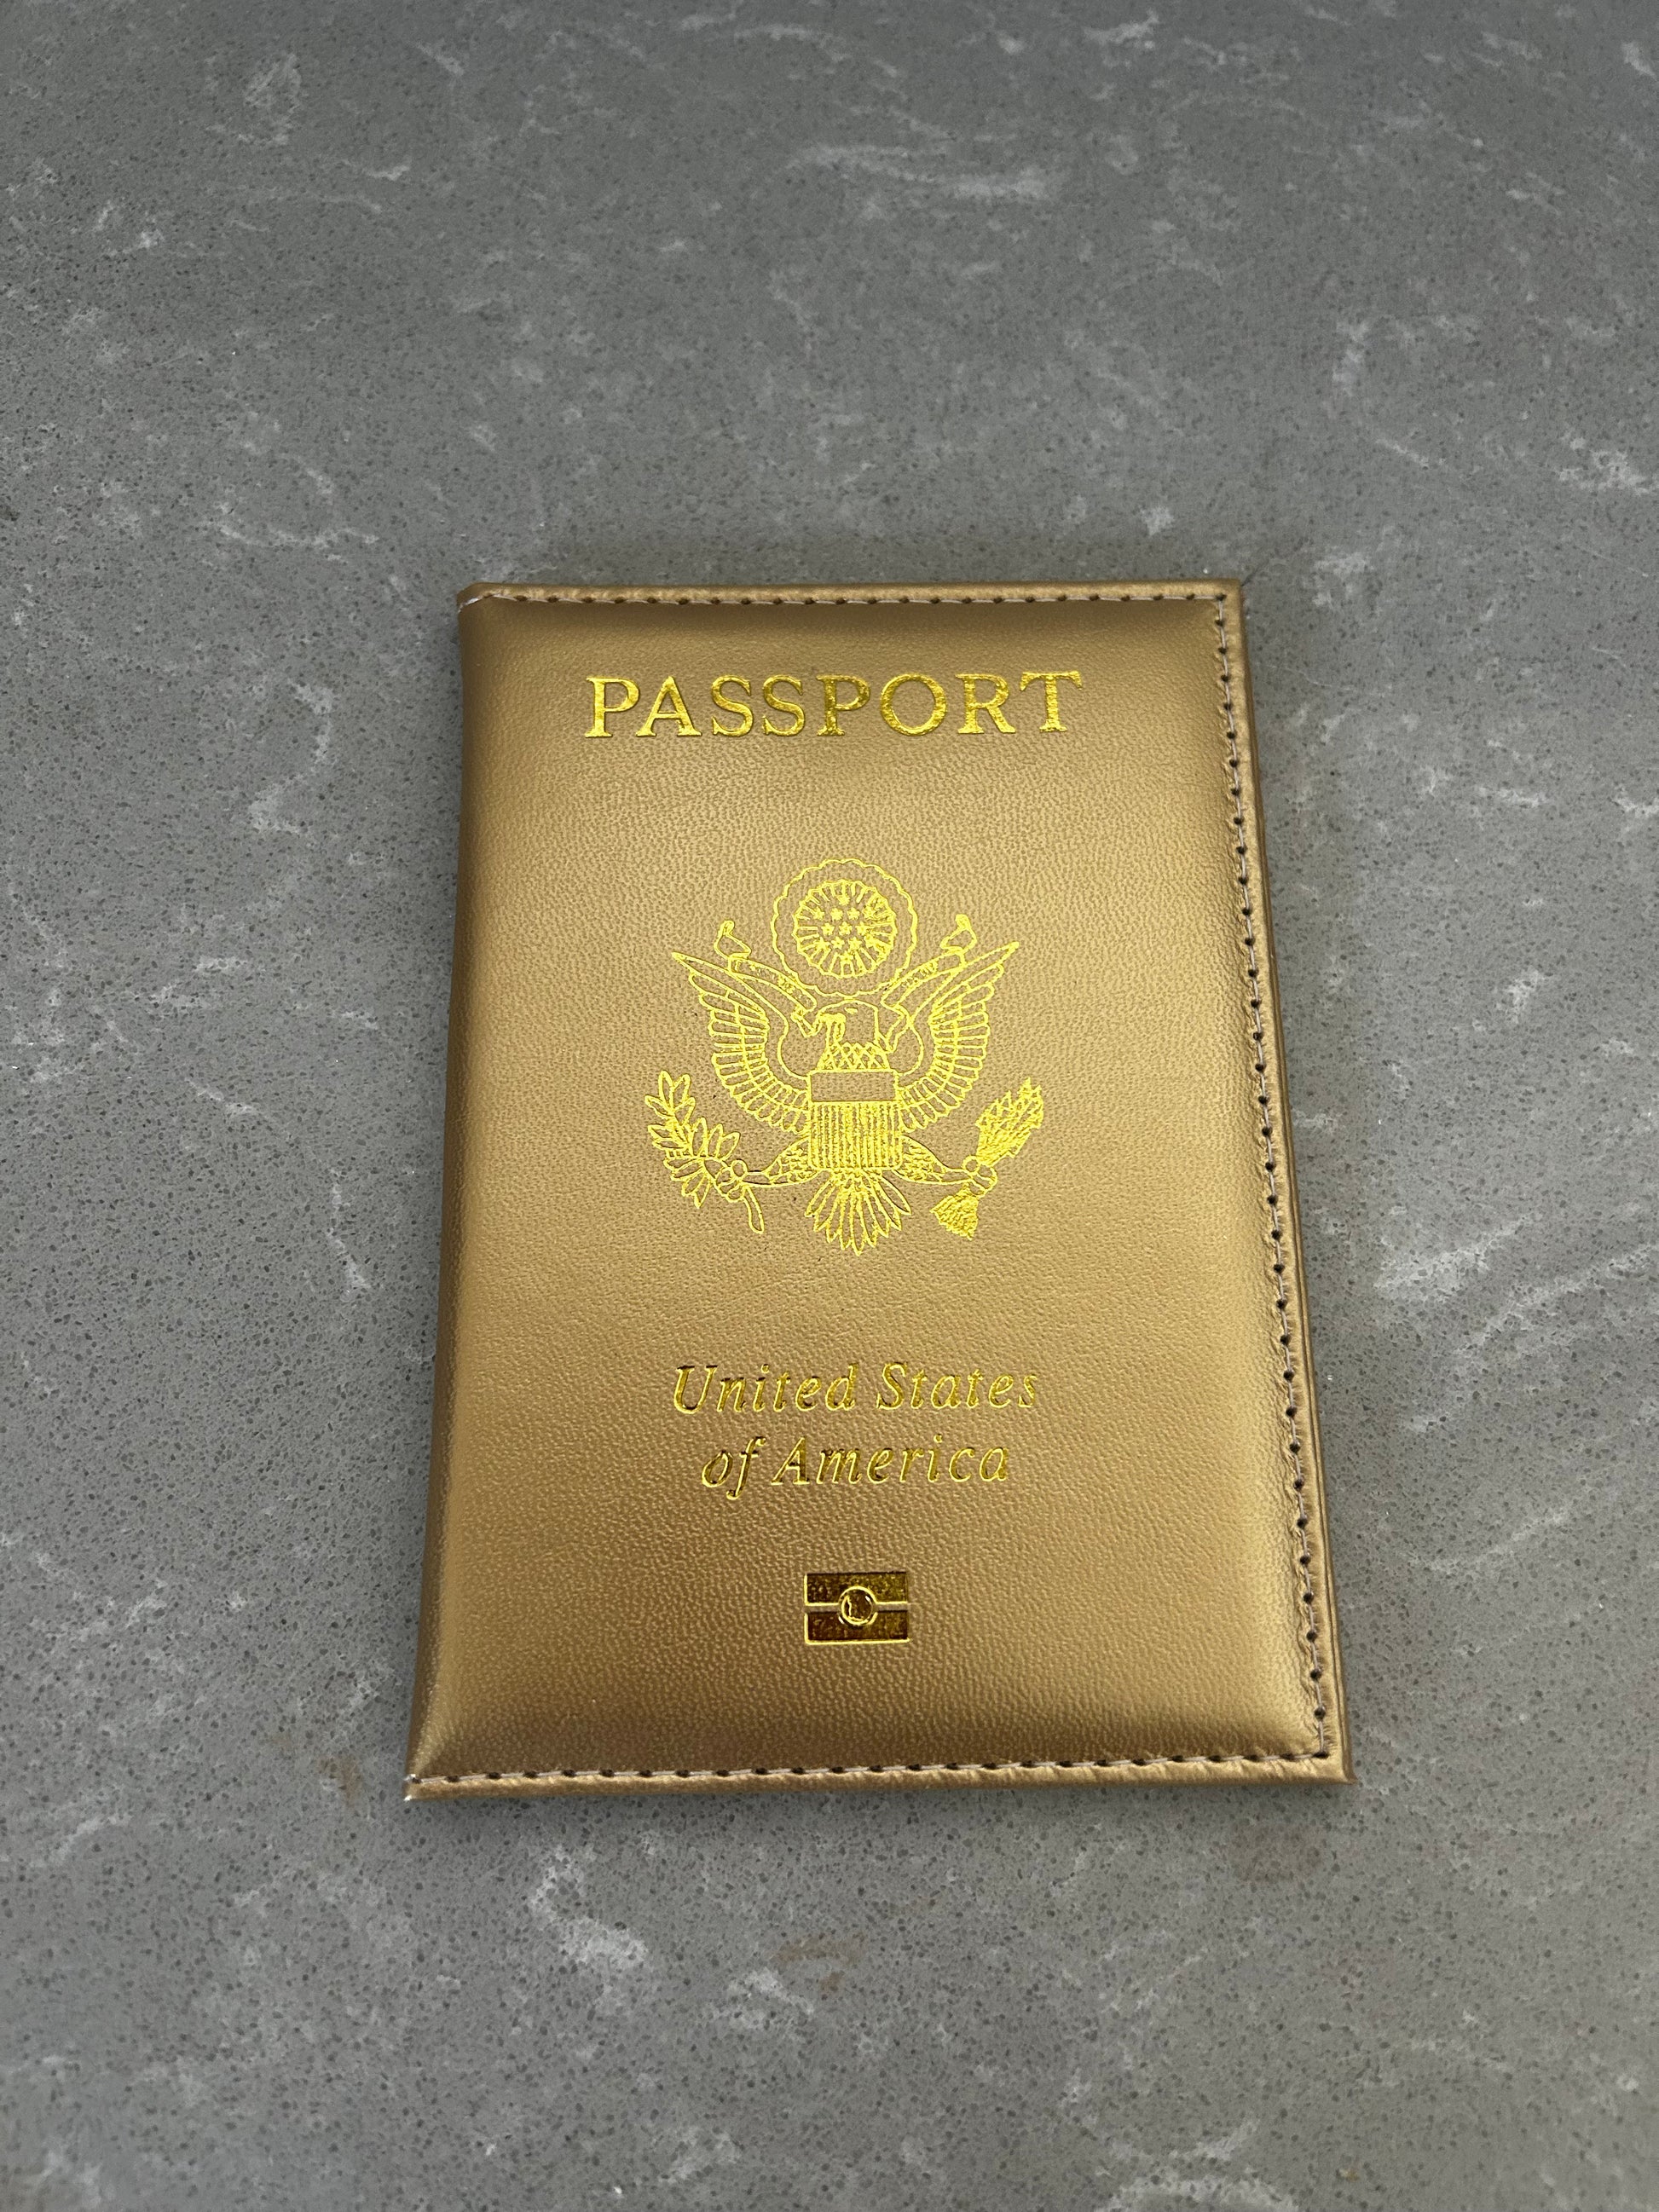 PASSPORT
United States
of America